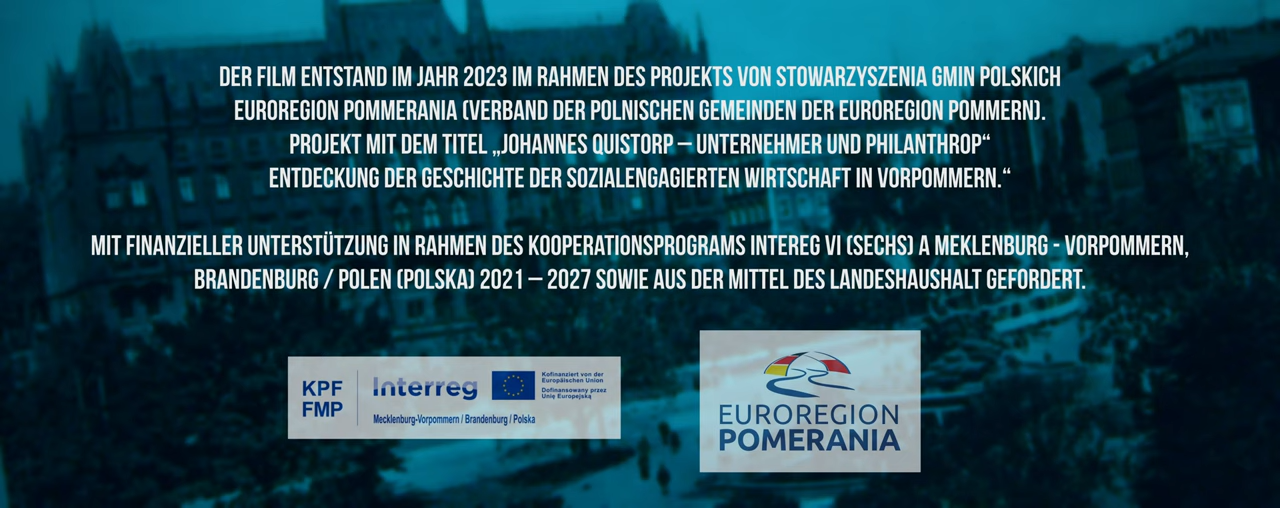 DER FILM ENTSTAND IM JAHR 2023 IM RAHMEN DES PROJEKTS VON STOWARZYSZENIA GMIN POLSKICH
EUROREGION POMMERANIA (VERBAND DER POLNISCHEN GEMEINDEN DER EUROREGION POMMERN).
PROJEKT MIT DEM TITEL „JOHANNES QUISTORP – UNTERNEHMER UND PHILANTHROP“
ENTDECKUNG DER GESCHICHTE DER SOZIALENGAGIERTEN WIRTSCHAFT IN VORPOMMERN.“
MIT FINANZIELLER UNTERSTÜTZUNG IN RAHMEN DES KOOPERATIONSPROGRAMS INTEREG VI (SECHS) A MEKLENBURG - VORPOMMERN,
BRANDENBURG / POLEN (POLSKA) 2021 – 2027 SOWIE AUS DER MITTEL DES LANDESHAUSHALT GEFORDERT.
KPF
FMP
Interreg
Kofinanziert von der
Europäischen Union
Dofinansowany przez
Unię Europejską
Mecklenburg-Vorpommern / Brandenburg / Polska
EUROREGION
POMERANIA